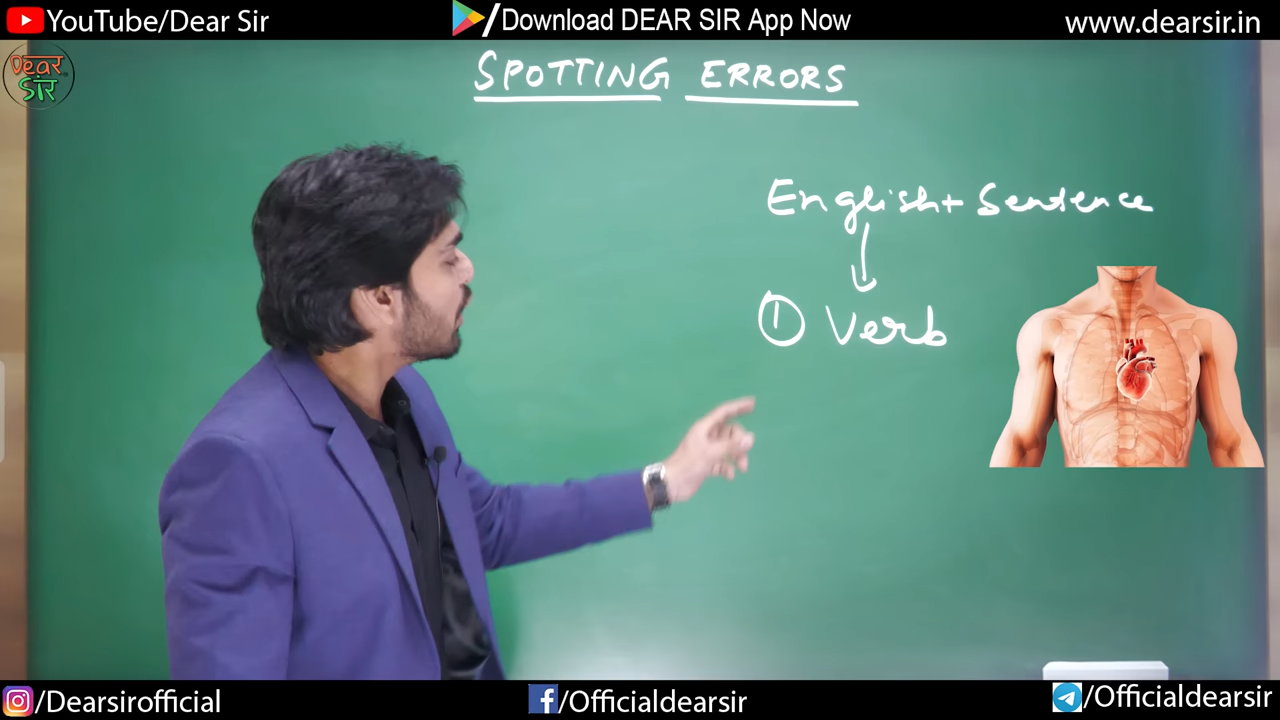 YouTube/Dear Sir
/Download DEAR SIR App Now
www.dearsir.in
Dear
सर
SPOTTING ERRORS
English + Sentence
① Verb
/Dearsirofficial
/Officialdearsir
/Officialdearsir